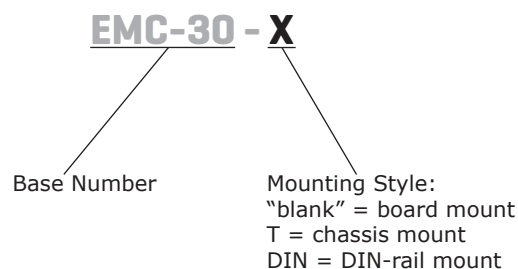 EMC-30 - X
Base Number
Mounting Style:
“blank” = board mount
T = chassis mount
DIN = DIN-rail mount